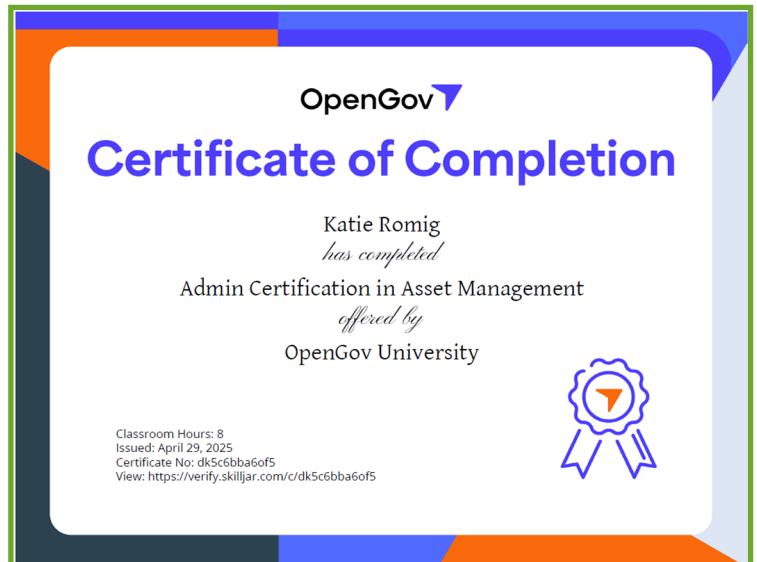 OpenGov
Certificate of Completion
Katie Romig
has completed
Admin Certification in Asset Management
offered by
OpenGov University
Classroom Hours: 8
Issued: April 29, 2025
Certificate No: dk5c6bba6of5
View: https://verify.skilljar.com/c/dk5c6bba6of5